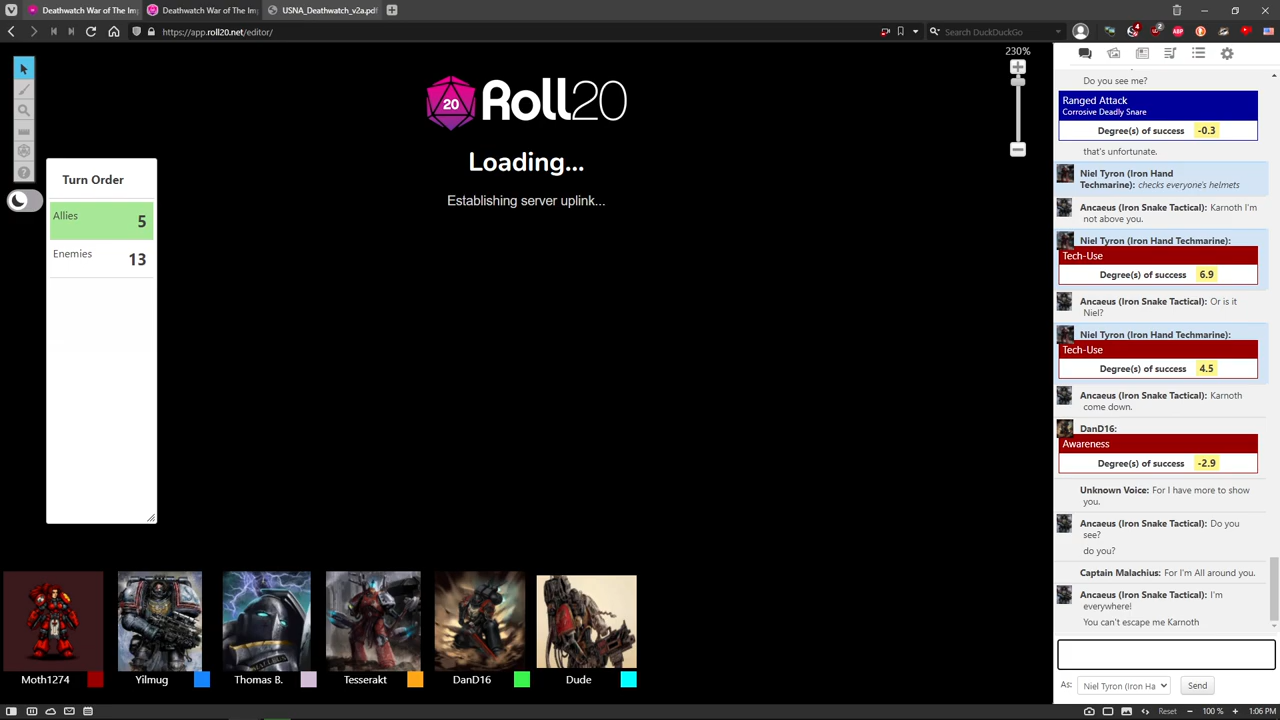 Deatchwatch War of The Im
Deatchwatch War of The Im
USNA_Deathwatch_v2a.pdf
https://app.roll20.net/editor/
4
2
ABP
Search DuckDuckGo
230%
20
Roll20
Loading...
Establishing server uplink...
Turn Order
Allies
5
Enemies
13
Do you see me?
Ranged Attack
Corrosive Deadly Snare
Degree(s) of success -0.3
that's unfortunate.
Niel Tyron (Iron Hand
Techmarine): checks everyone's helmets
Ancaeus (Iron Snake Tactical): Karnoth I'm
not above you.
Niel Tyron (Iron Hand Techmarine):
Tech-Use
Degree(s) of success 6.9
Ancaeus (Iron Snake Tactical): Or is it
Niel?
Niel Tyron (Iron Hand Techmarine):
Tech-Use
Degree(s) of success 4.5
Ancaeus (Iron Snake Tactical): Karnoth
come down.
DanD16:
Awareness
Degree(s) of success -2.9
Unknown Voice: For I have more to show
you.
Ancaeus (Iron Snake Tactical): Do you
see?
do you?
Captain Malachius: For I'm All around you.
Ancaeus (Iron Snake Tactical): I'm
everywhere!
You can't escape me Karnoth
As: Niel Tyron (Iron Ha Send
Moth1274
Yilmug
Thomas B.
Tesserakt
DanD16
Dude
Reset 100 % 1:06 PM